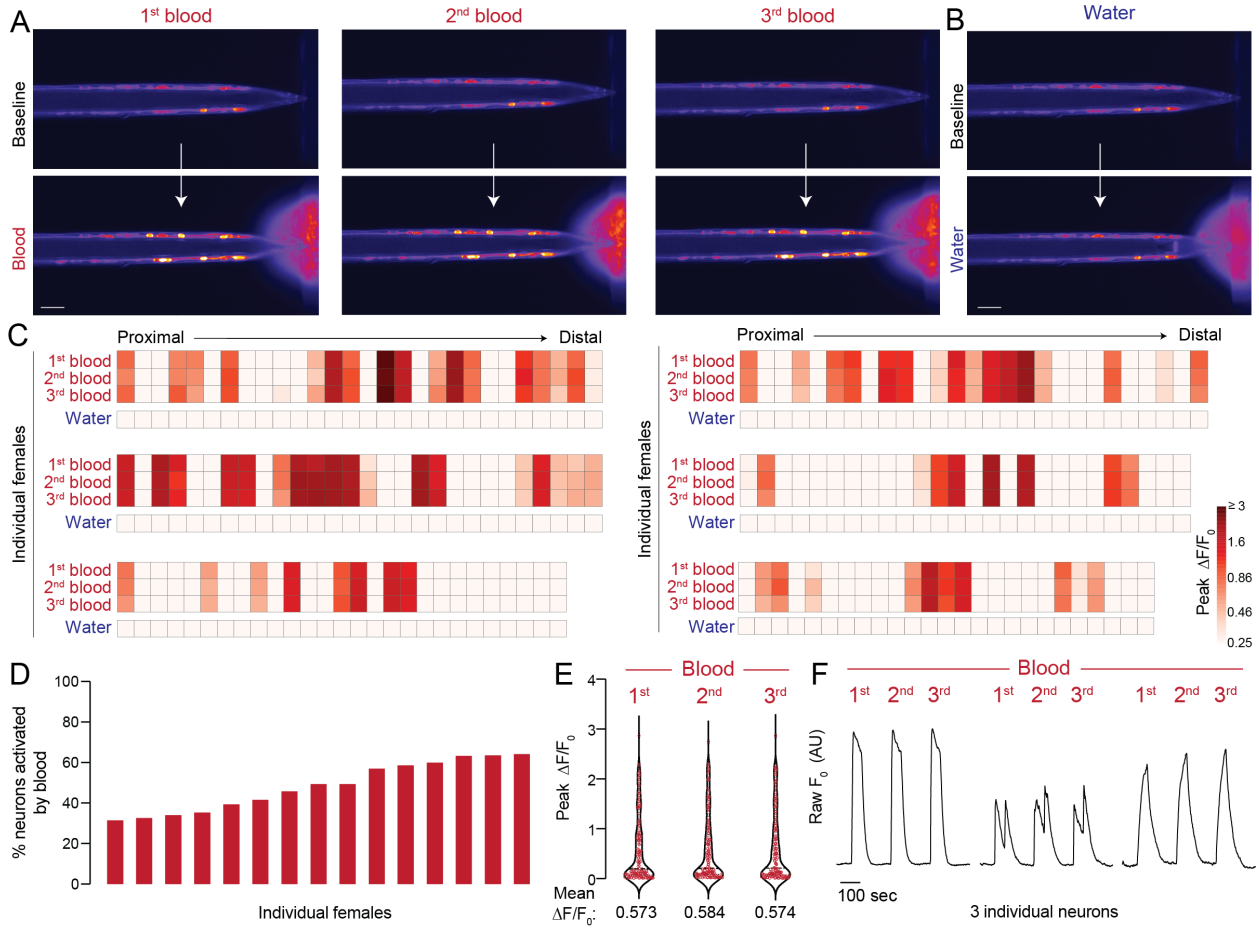 A
1st blood
2nd blood
3rd blood
B
Water
Baseline
Baseline
Blood
Water
C
Proximal
Distal
Proximal
Distal
Individual females
1st blood
2nd blood
3rd blood
Water
1st blood
2nd blood
3rd blood
Water
1st blood
2nd blood
3rd blood
Water
Individual females
1st blood
2nd blood
3rd blood
Water
1st blood
2nd blood
3rd blood
Water
1st blood
2nd blood
3rd blood
Water
Peak ΔF/F0
≥ 3
1.6
0.86
0.46
0.25
D
% neurons activated
by blood
100
80
60
40
20
0
Individual females
E
Blood
1st
2nd
3rd
Peak ΔF/F0
4
3
2
1
0
Mean
ΔF/F0:
0.573
0.584
0.574
F
Blood
1st
2nd
3rd
1st
2nd
3rd
1st
2nd
3rd
Raw F0 (AU)
100 sec
3 individual neurons